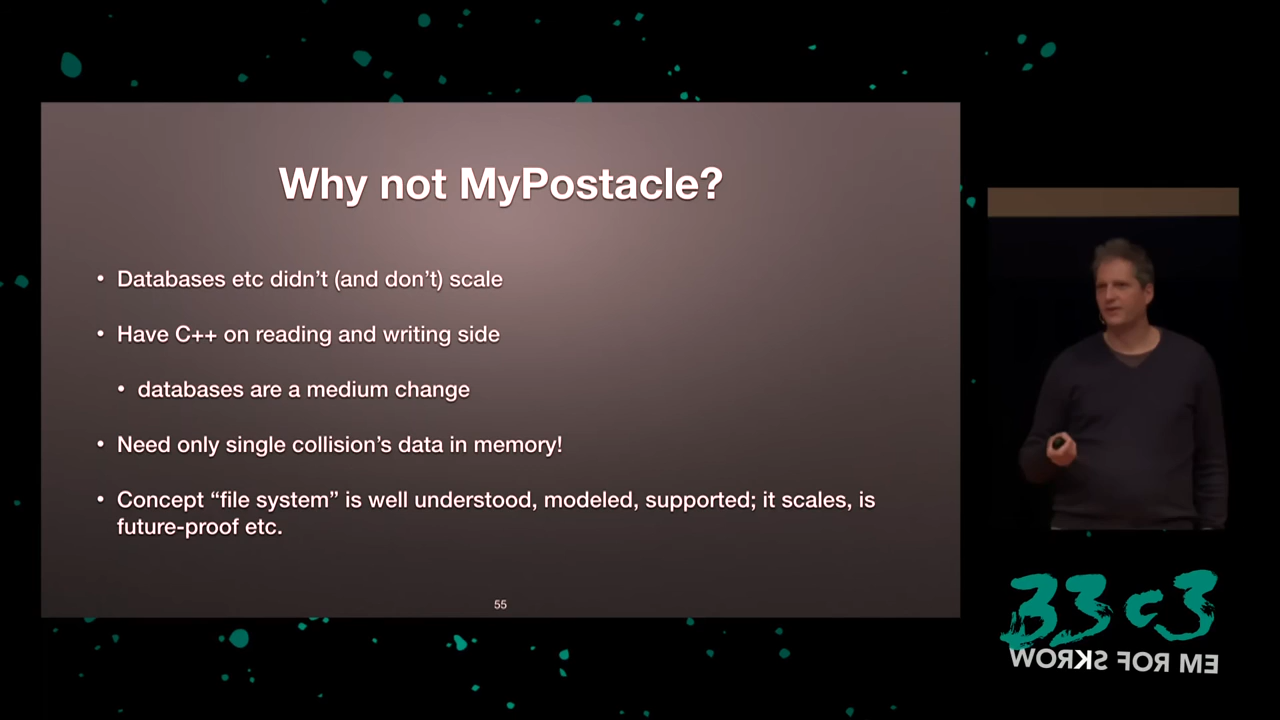 Why not MyPostacle?
• Databases etc didn’t (and don’t) scale
• Have C++ on reading and writing side
• databases are a medium change
• Need only single collision’s data in memory!
• Concept “file system” is well understood, modeled, supported; it scales, is
future-proof etc.
55
33c3
WORKS FOR ME